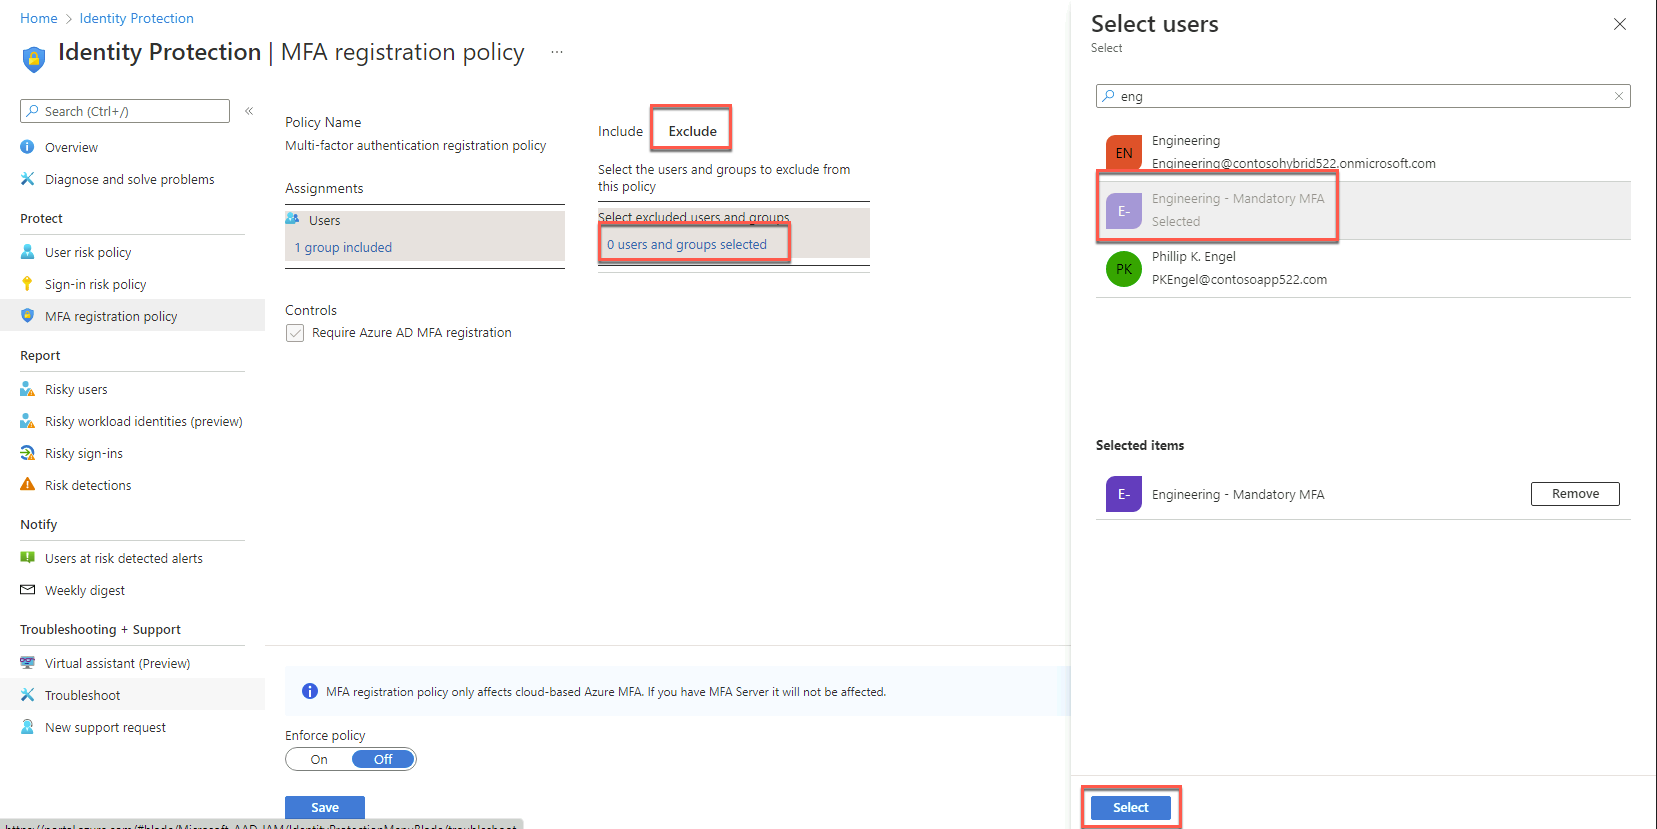 Home > Identity Protection
Identity Protection | MFA registration policy ...
Search (Ctrl+/)
«
Overview
Diagnose and solve problems
Protect
User risk policy
Sign-in risk policy
MFA registration policy
Report
Risky users
Risky workload identities (preview)
Risky sign-ins
Risk detections
Notify
Users at risk detected alerts
Weekly digest
Troubleshooting + Support
Virtual assistant (Preview)
Troubleshoot
New support request
Policy Name
Multi-factor authentication registration policy
Assignments
Users
1 group included
Controls
Require Azure AD MFA registration
Include Exclude
Select the users and groups to exclude from
this policy
Select excluded users and groups
0 users and groups selected
MFA registration policy only affects cloud-based Azure MFA. If you have MFA Server it will not be affected.
Enforce policy
On Off
Save
Select users
Select
eng
EN
Engineering
Engineering@contosohybrid522.onmicrosoft.com
E-
Engineering - Mandatory MFA
Selected
PK
Phillip K. Engel
PKEngel@contosoapp522.com
Selected items
E-
Engineering - Mandatory MFA
Remove
Select